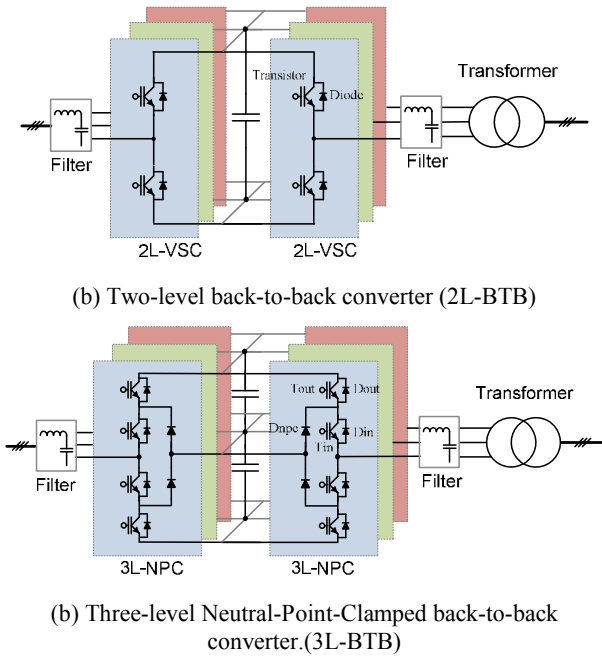 Transistor
Diode
Transformer
Filter
Filter
2L-VSC
2L-VSC
(b) Two-level back-to-back converter (2L-BTB)
Tout
Dout
Transformer
Dnpc
Din
Tin
Filter
Filter
3L-NPC
3L-NPC
(b) Three-level Neutral-Point-Clamped back-to-back
converter.(3L-BTB)